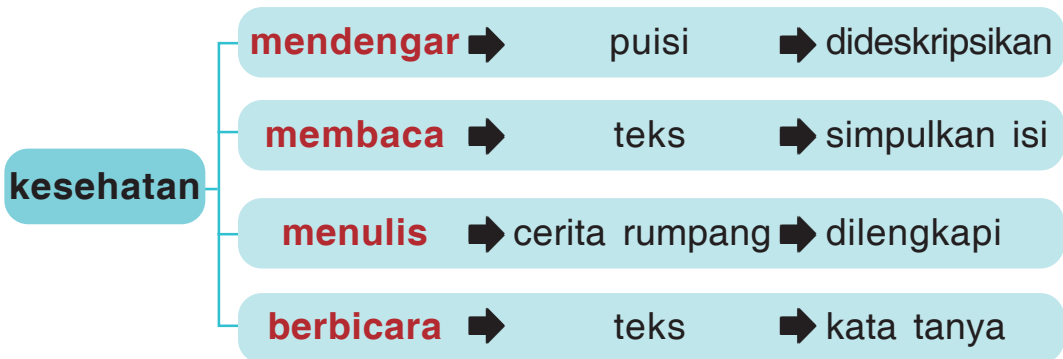 kesehatan
mendengar puisi dideskripsikan
membaca teks simpulkan isi
menulis cerita rumpang dilengkapi
berbicara teks kata tanya